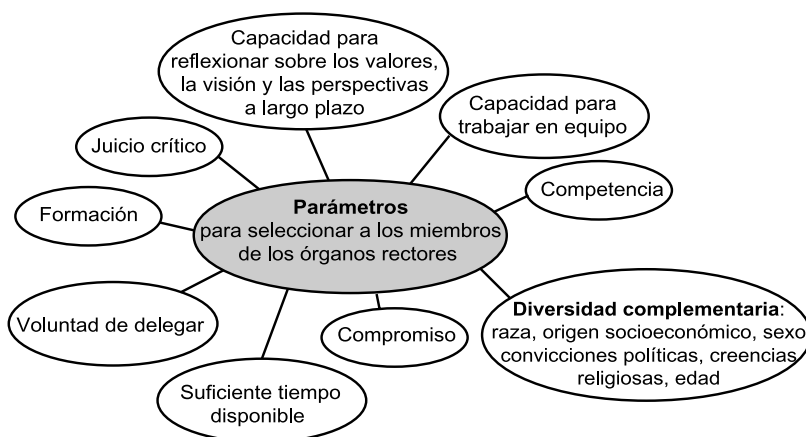 Capacidad para
reflexionar sobre los valores,
la visión y las perspectivas
a largo plazo
Capacidad para
trabajar en equipo
Juicio crítico
Competencia
Formación
Parámetros
para seleccionar a los miembros
de los órganos rectores
Diversidad complementaria:
raza, origen socioeconómico, sexo
convicciones políticas, creencias
religiosas, edad
Voluntad de delegar
Compromiso
Suficiente tiempo
disponible